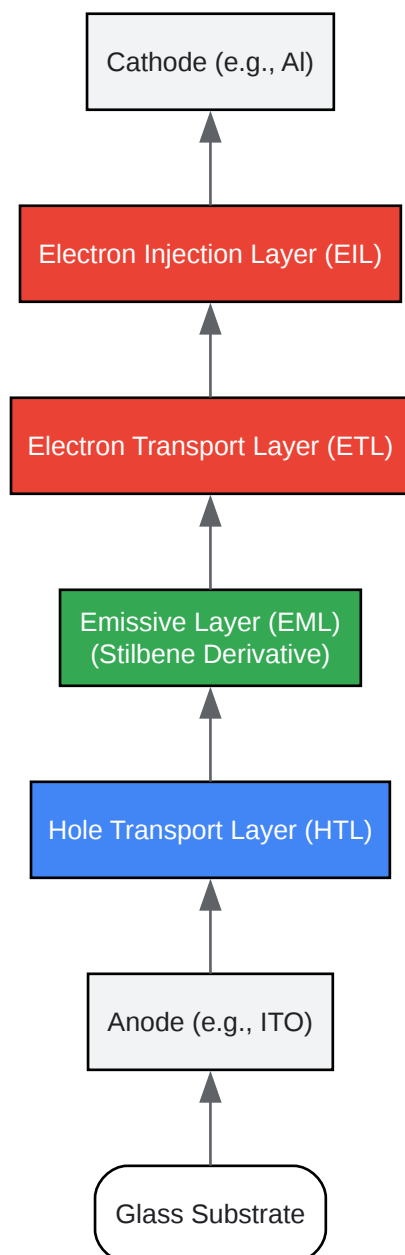 Cathode (e.g., Al)
Electron Injection Layer (EIL)
Electron Transport Layer (ETL)
Emissive Layer (EML)
(Stilbene Derivative)
Hole Transport Layer (HTL)
Anode (e.g., ITO)
Glass Substrate